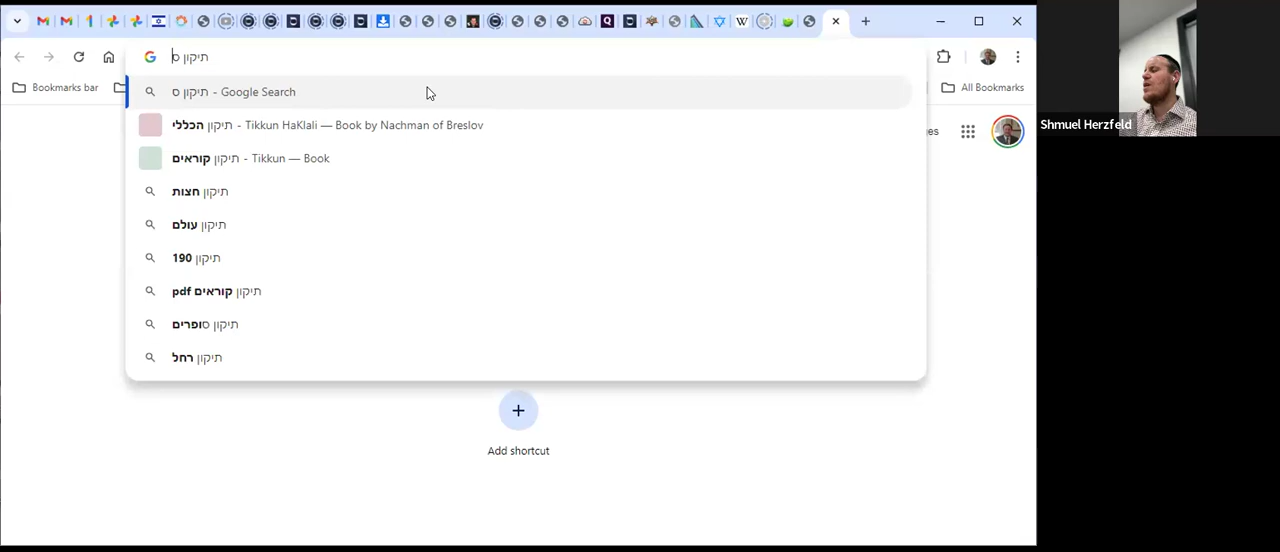 תיקון ס
Bookmarks bar
All Bookmarks
תיקון ס - Google Search
תיקון הכללי - Tikkun HaKlali — Book by Nachman of Breslov
תיקון קוראים - Tikkun — Book
תיקון חצות
תיקון עולם
תיקון 190
תיקון קוראים pdf
תיקון סופרים
תיקון רחל
es
Add shortcut
Shmuel Herzfeld